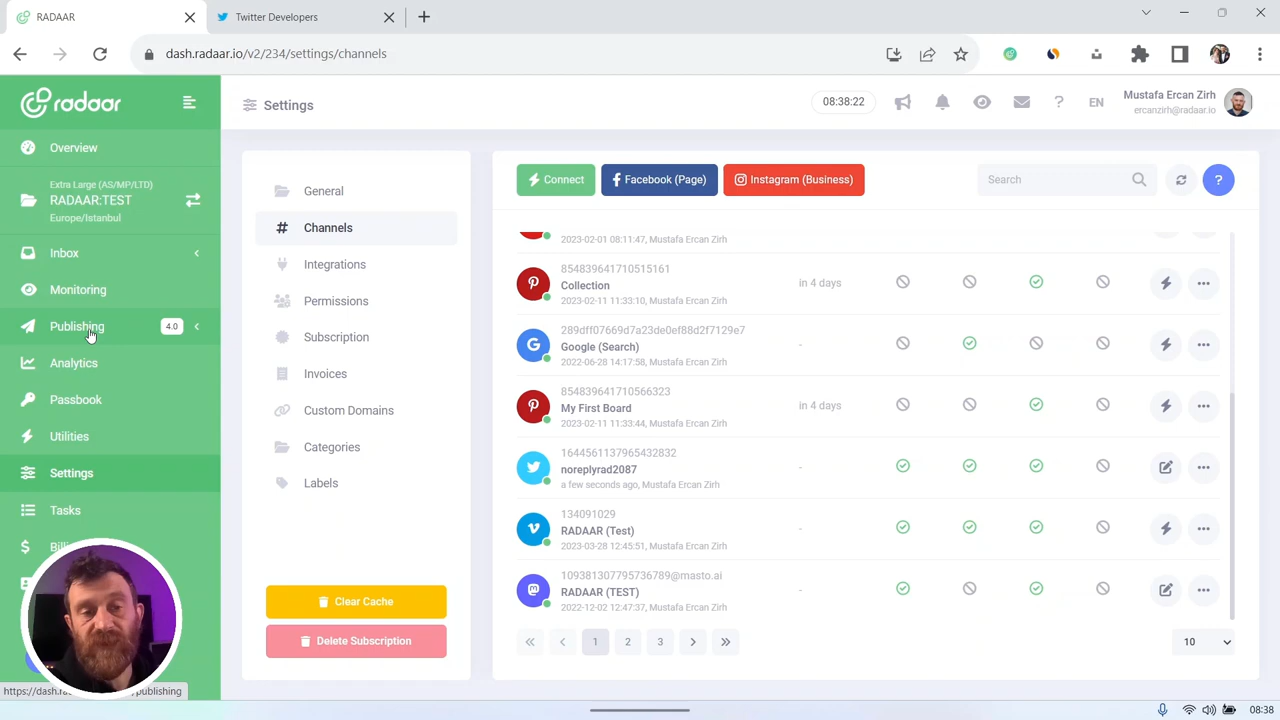 RADAAR
Twitter Developers
dash.radaar.io/v2/234/settings/channels
radaar
Settings
08:38:22
EN
Mustafa Ercan Zirh
ercanzirh@radaar.io
Overview
Extra Large (AS/MP/LTD)
RADAAR:TEST
Europe/Istanbul
Inbox
Monitoring
Publishing
4.0
Analytics
Passbook
Utilities
Settings
Tasks
https://dash.rada
/publishing
General
Channels
Integrations
Permissions
Subscription
Invoices
Custom Domains
Categories
Labels
Clear Cache
Delete Subscription
Connect
Facebook (Page)
Instagram (Business)
Search
?
2023-02-01 08:11:47, Mustafa Ercan Zirh
854839641710515161
Collection
2023-02-11 11:33:10, Mustafa Ercan Zirh
in 4 days
289dff07669d7a23de0ef88d2f7129e7
Google (Search)
2022-06-28 14:17:58, Mustafa Ercan Zirh
-
854839641710566323
My First Board
2023-02-11 11:33:44, Mustafa Ercan Zirh
in 4 days
1644561137965432832
noreplyrad2087
a few seconds ago, Mustafa Ercan Zirh
-
134091029
RADAAR (Test)
2023-03-28 12:45:51, Mustafa Ercan Zirh
-
109381307795736789@masto.ai
RADAAR (TEST)
2022-12-02 12:47:37, Mustafa Ercan Zirh
-
1
2
3
10
08:38